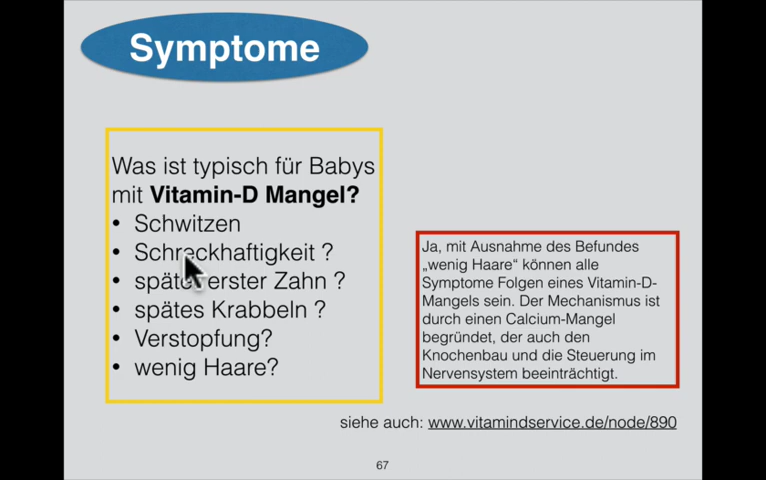 Symptome
Was ist typisch für Babys
mit Vitamin-D Mangel?
• Schwitzen
• Schreckhaftigkeit ?
• später erster Zahn ?
• spätes Krabbeln ?
• Verstopfung?
• wenig Haare?
Ja, mit Ausnahme des Befundes
„wenig Haare“ können alle
Symptome Folgen eines Vitamin-D-
Mangels sein. Der Mechanismus ist
durch einen Calcium-Mangel
begründet, der auch den
Knochenbau und die Steuerung im
Nervensystem beeinträchtigt.
siehe auch: www.vitamindservice.de/node/890
67